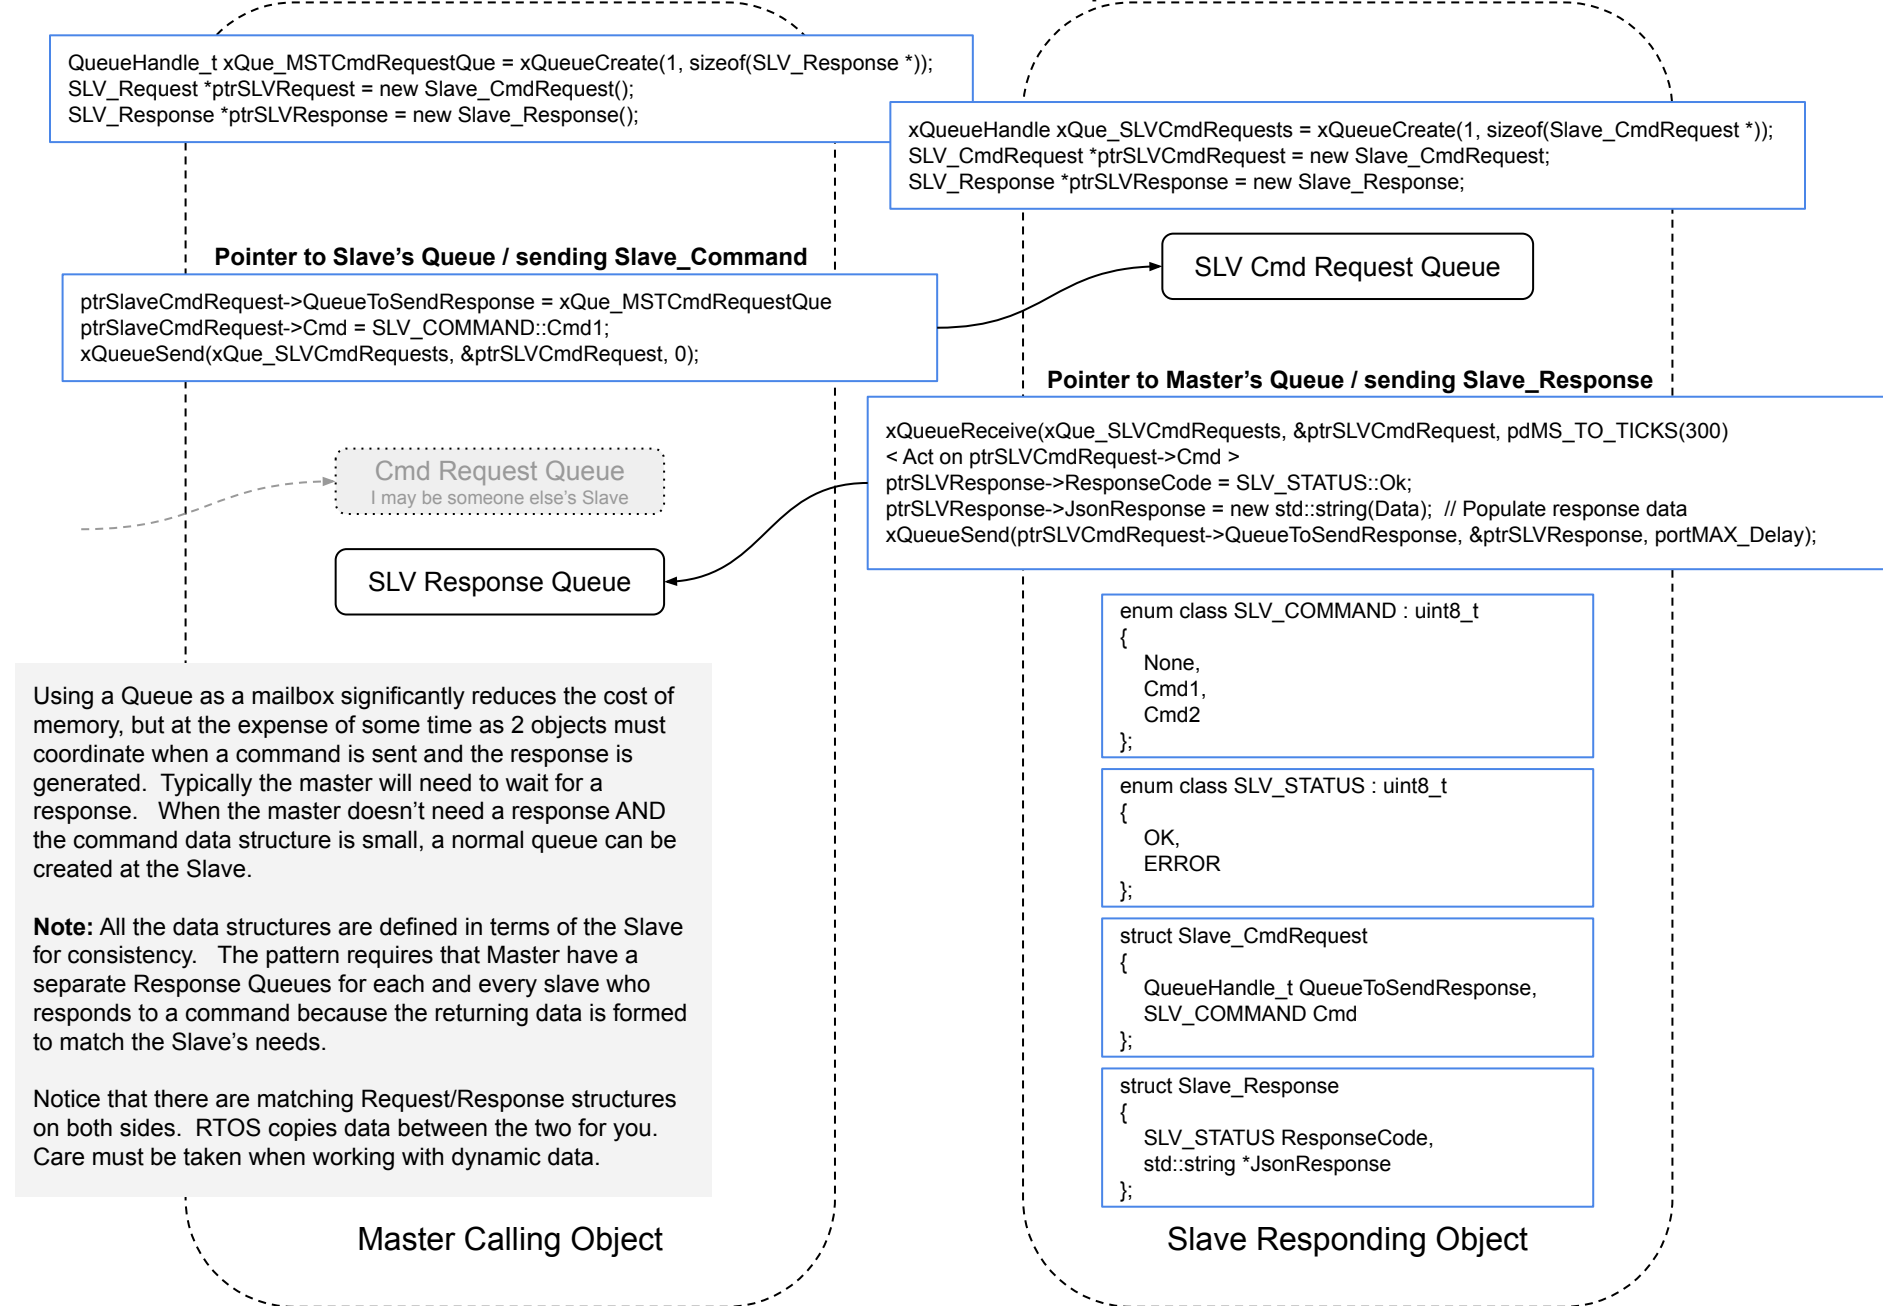 QueueHandle_t xQue_MSTCmdRequestQue = xQueueCreate(1, sizeof(SLV_Response *));
SLV_Request *ptrSLVRequest = new Slave_CmdRequest();
SLV_Response *ptrSLVResponse = new Slave_Response();
xQueueHandle xQue_SLVCmdRequests = xQueueCreate(1, sizeof(Slave_CmdRequest *));
SLV_CmdRequest *ptrSLVCmdRequest = new Slave_CmdRequest;
SLV_Response *ptrSLVResponse = new Slave_Response;
Pointer to Slave’s Queue / sending Slave_Command
ptrSlaveCmdRequest->QueueToSendResponse = xQue_MSTCmdRequestQue
ptrSlaveCmdRequest->Cmd = SLV_COMMAND::Cmd1;
xQueueSend(xQue_SLVCmdRequests, &ptrSLVCmdRequest, 0);
SLV Cmd Request Queue
Pointer to Master’s Queue / sending Slave_Response
xQueueReceive(xQue_SLVCmdRequests, &ptrSLVCmdRequest, pdMS_TO_TICKS(300)
< Act on ptrSLVCmdRequest->Cmd >
ptrSLVResponse->ResponseCode = SLV_STATUS::Ok;
ptrSLVResponse->JsonResponse = new std::string(Data);  // Populate response data
xQueueSend(ptrSLVCmdRequest->QueueToSendResponse, &ptrSLVResponse, portMAX_Delay);
Cmd Request Queue
I may be someone else’s Slave
SLV Response Queue
Using a Queue as a mailbox significantly reduces the cost of
memory, but at the expense of some time as 2 objects must
coordinate when a command is sent and the response is
generated.  Typically the master will need to wait for a
response.   When the master doesn’t need a response AND
the command data structure is small, a normal queue can be
created at the Slave.
Note: All the data structures are defined in terms of the Slave
for consistency.   The pattern requires that Master have a
separate Response Queues for each and every slave who
responds to a command because the returning data is formed
to match the Slave’s needs.
Notice that there are matching Request/Response structures
on both sides.  RTOS copies data between the two for you.
Care must be taken when working with dynamic data.
enum class SLV_COMMAND : uint8_t
{
None,
Cmd1,
Cmd2
};
enum class SLV_STATUS : uint8_t
{
OK,
ERROR
};
struct Slave_CmdRequest
{
QueueHandle_t QueueToSendResponse,
SLV_COMMAND Cmd
};
struct Slave_Response
{
SLV_STATUS ResponseCode,
std::string *JsonResponse
};
Master Calling Object
Slave Responding Object